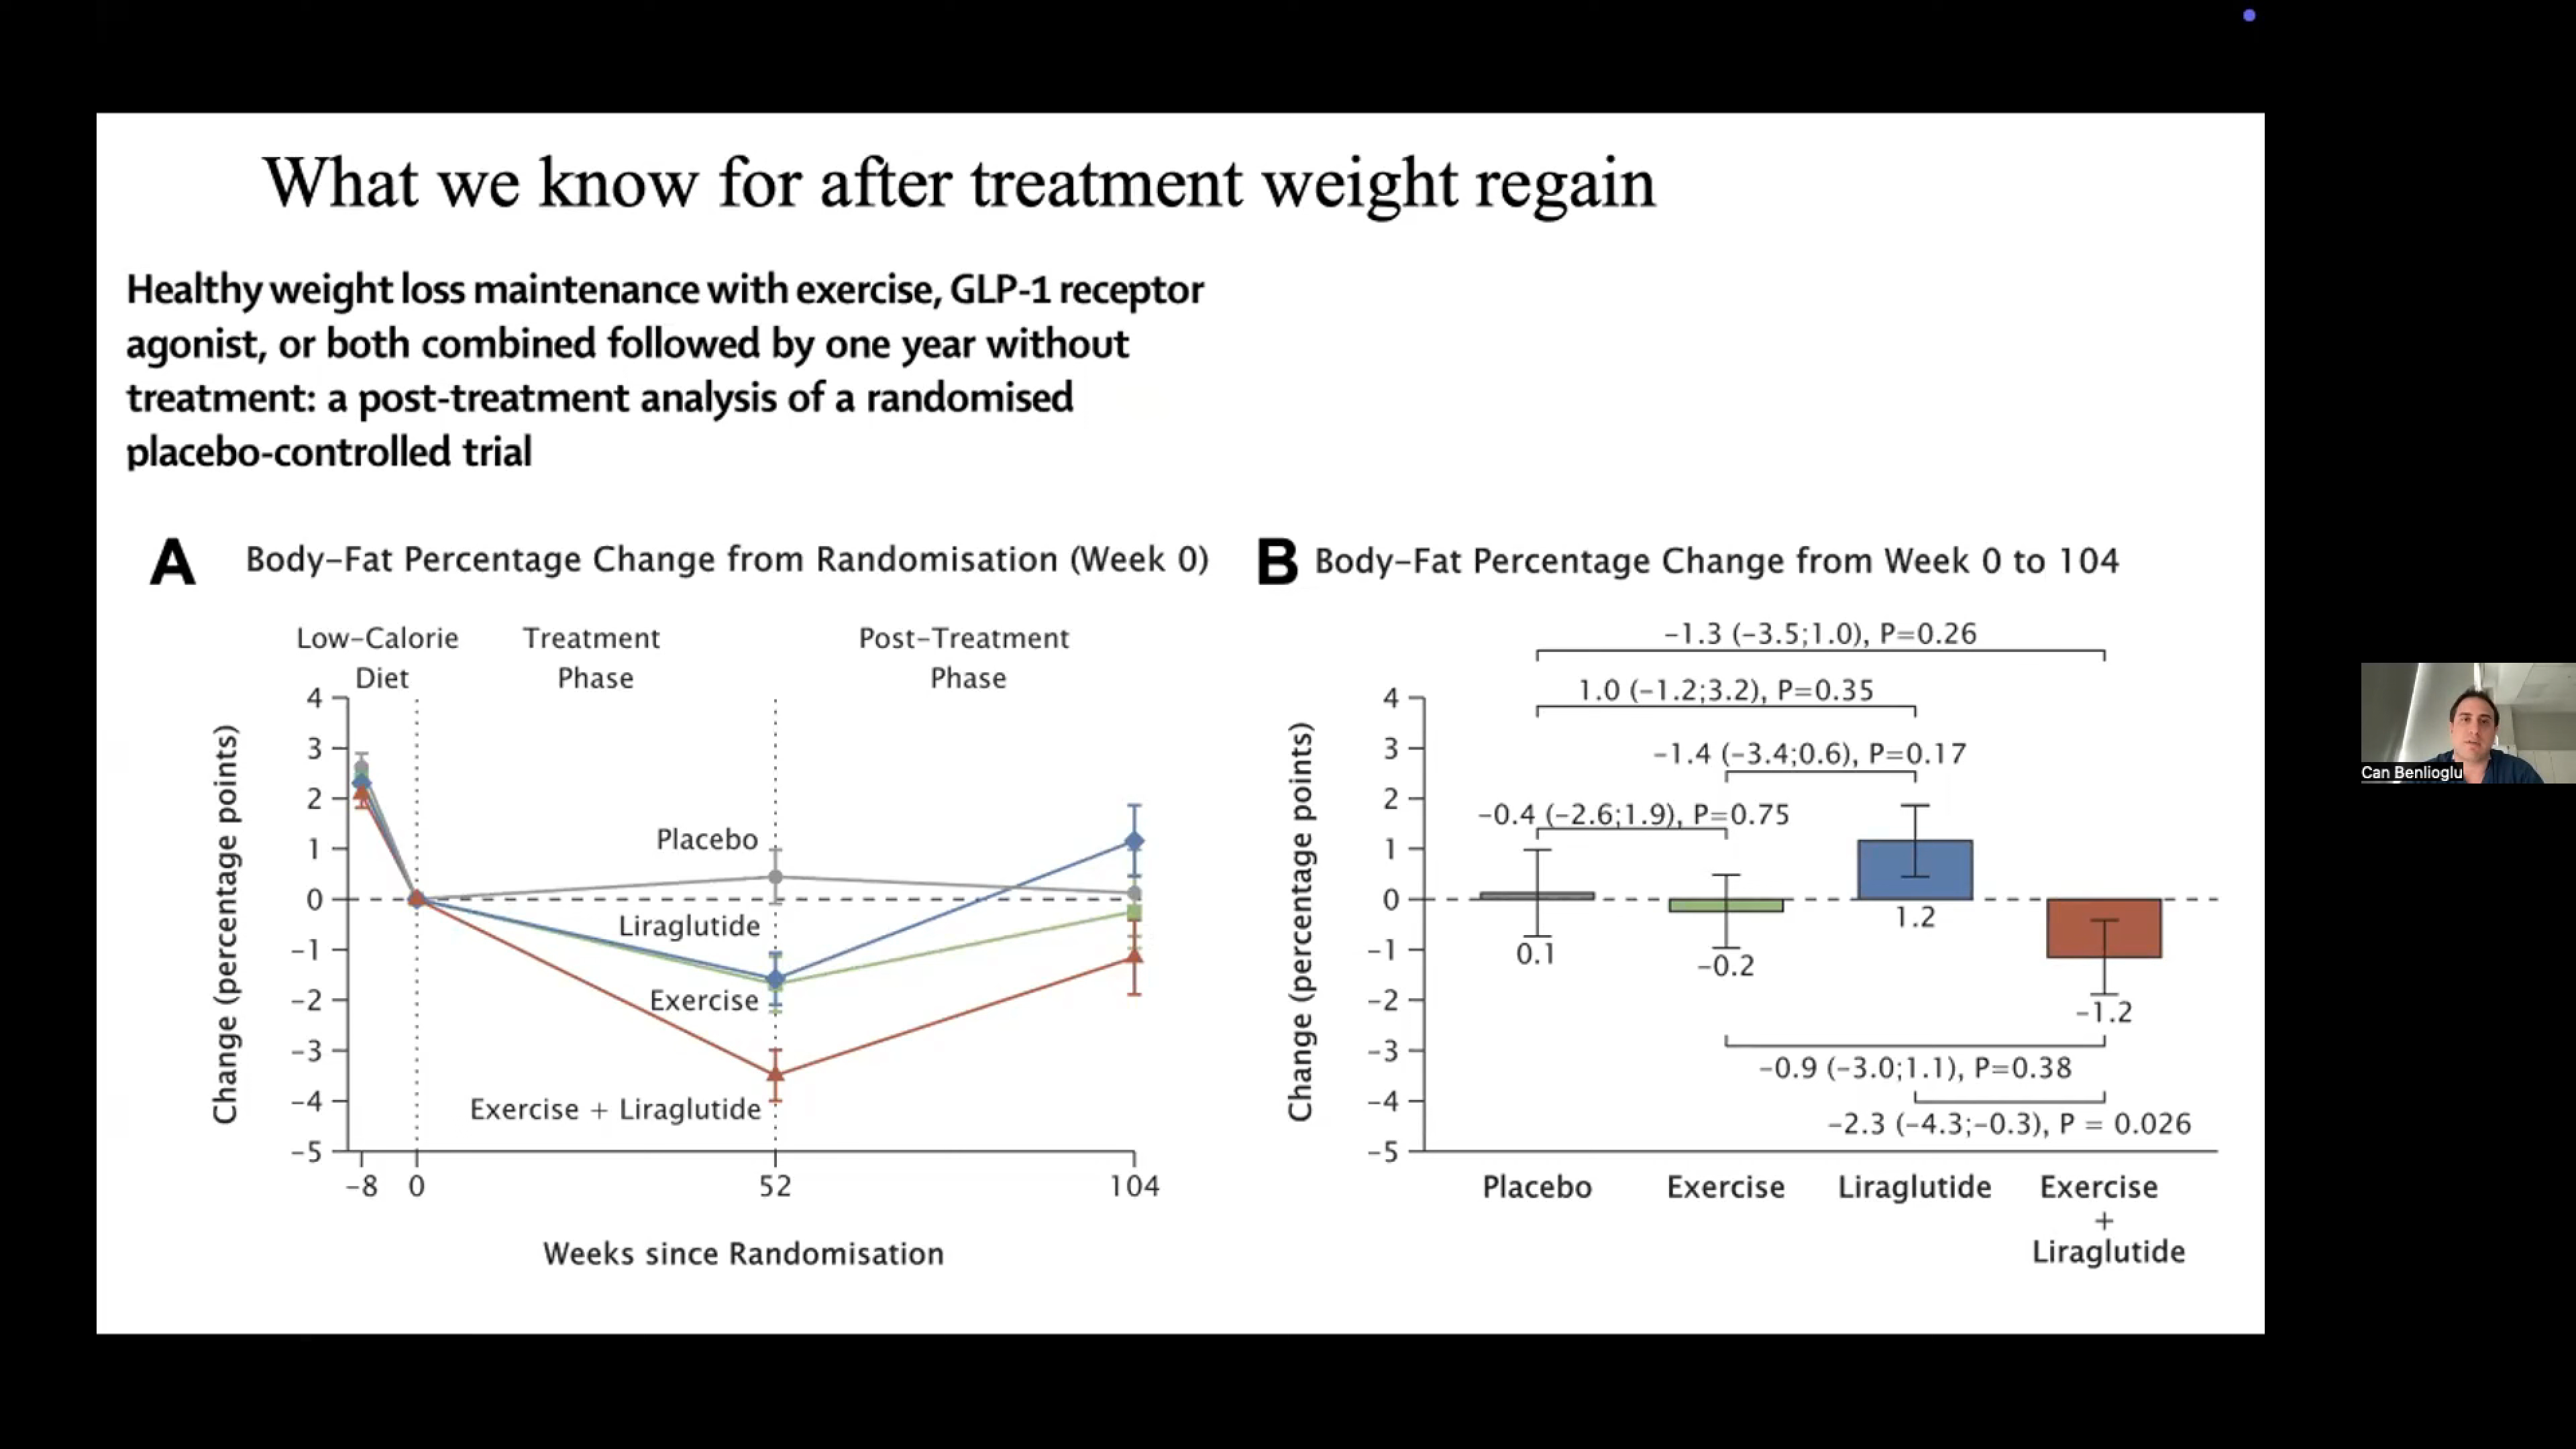 What we know for after treatment weight regain
Healthy weight loss maintenance with exercise, GLP-1 receptor
agonist, or both combined followed by one year without
treatment: a post-treatment analysis of a randomised
placebo-controlled trial
A
Body-Fat Percentage Change from Randomisation (Week 0)
Low-Calorie
Diet
Treatment
Phase
Post-Treatment
Phase
Change (percentage points)
4
3
2
1
0
-1
-2
-3
-4
-5
Placebo
Liraglutide
Exercise
Exercise + Liraglutide
-8
0
52
104
Weeks since Randomisation
B
Body-Fat Percentage Change from Week 0 to 104
-1.3 (-3.5;1.0), P=0.26
1.0 (-1.2;3.2), P=0.35
-1.4 (-3.4;0.6), P=0.17
-0.4 (-2.6;1.9), P=0.75
Change (percentage points)
4
3
2
1
0
-1
-2
-3
-4
-5
0.1
-0.2
1.2
-1.2
-0.9 (-3.0;1.1), P=0.38
-2.3 (-4.3;-0.3), P = 0.026
Placebo
Exercise
Liraglutide
Exercise
+
Liraglutide
Can Benlioglu